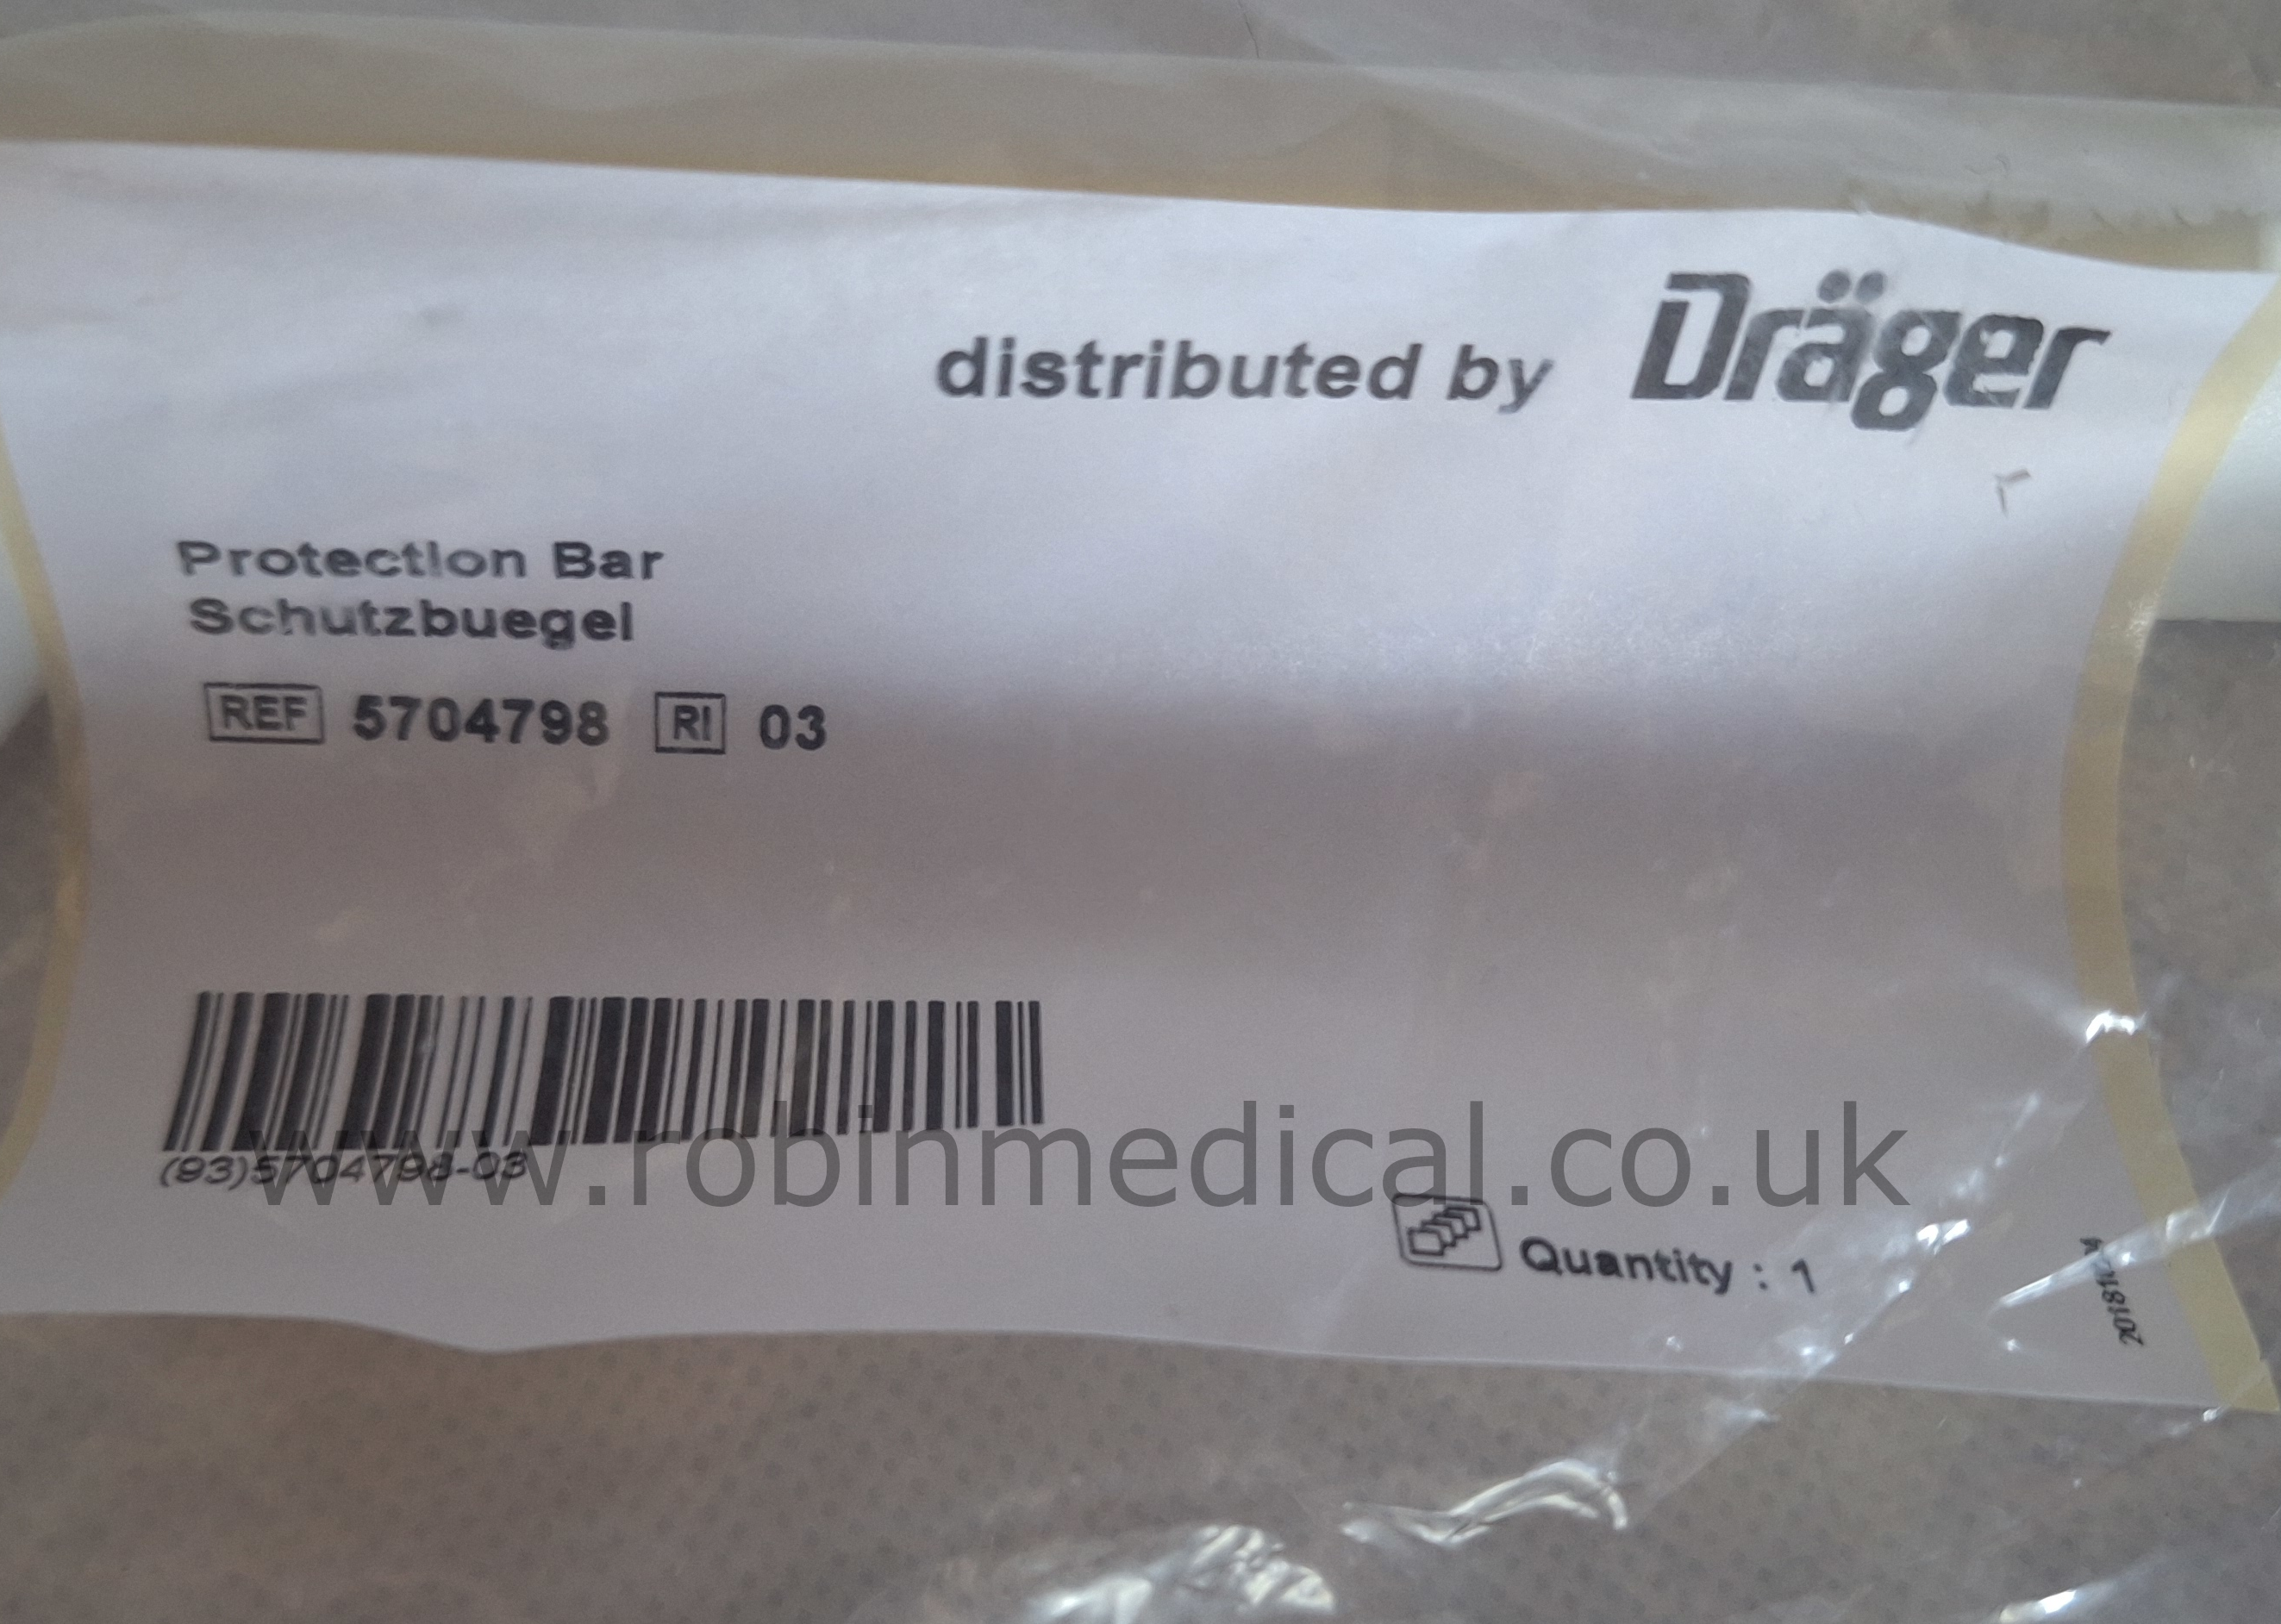 distributed by Dräger
Protection Bar
Schutzbuegel
REF 5704798 RI 03
(93)5704798-03
www.robinmedical.co.uk
Quantity : 1